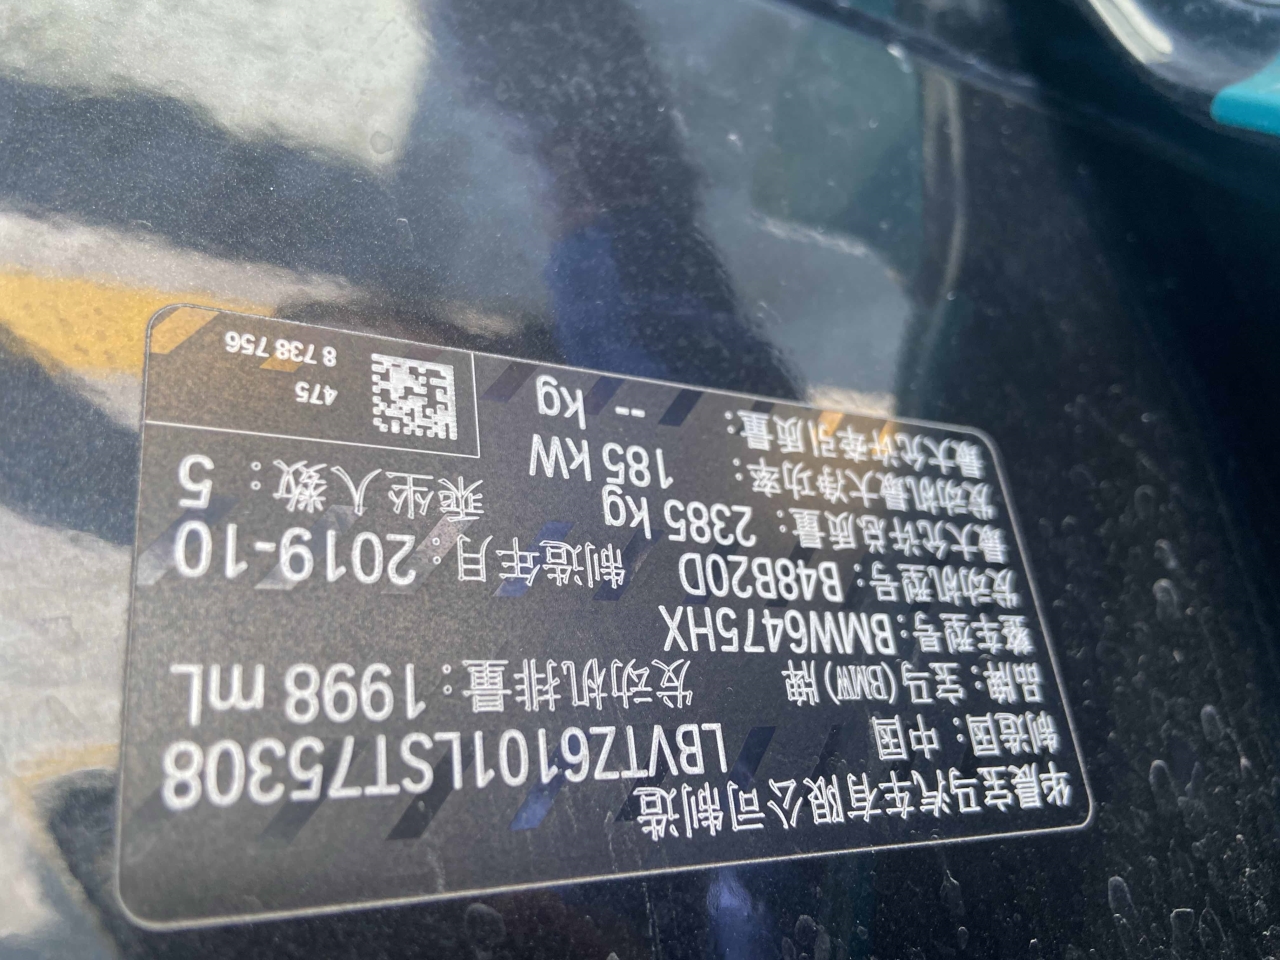 华晨宝马汽车有限公司制造
制造国：中国 LBVTZ6101LST75308
品牌：宝马(BMW)牌 发动机排量：1998 mL
整车型号：BMW6475HX
发动机型号：B48B20D 制造年月：2019-10
最大允许总质量：2385 kg 乘坐人数：5
发动机最大净功率：185 kW
最大允许牵引质量：-- kg
475
8 738 756